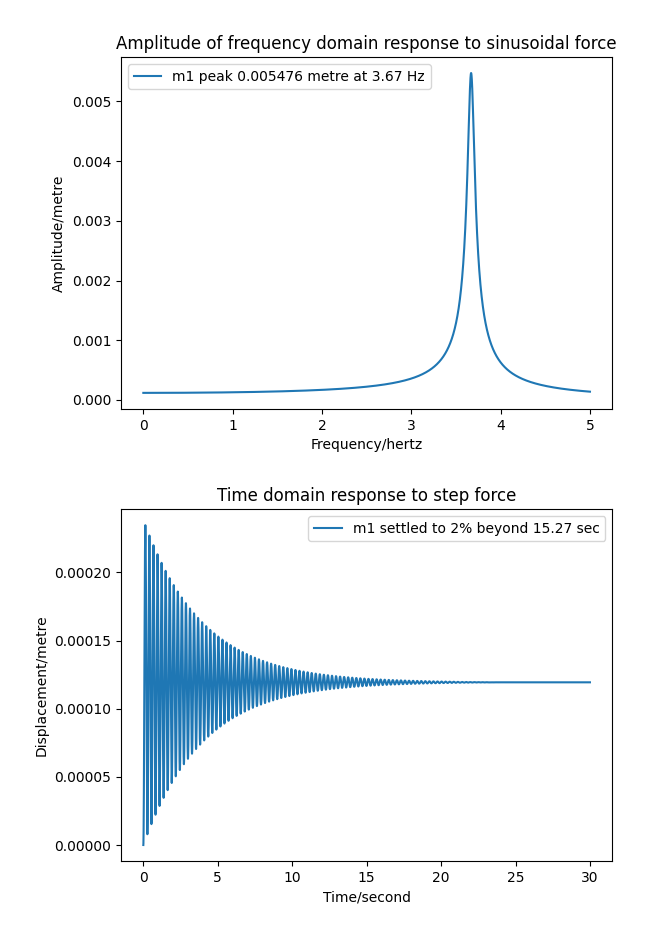 Amplitude of frequency domain response to sinusoidal force
m1 peak 0.005476 metre at 3.67 Hz
0.005
0.004
0.003
0.002
0.001
0.000
Amplitude/metre
0 1 2 3 4 5
Frequency/hertz
Time domain response to step force
m1 settled to 2% beyond 15.27 sec
0.00020
0.00015
0.00010
0.00005
0.00000
Displacement/metre
0 5 10 15 20 25 30
Time/second